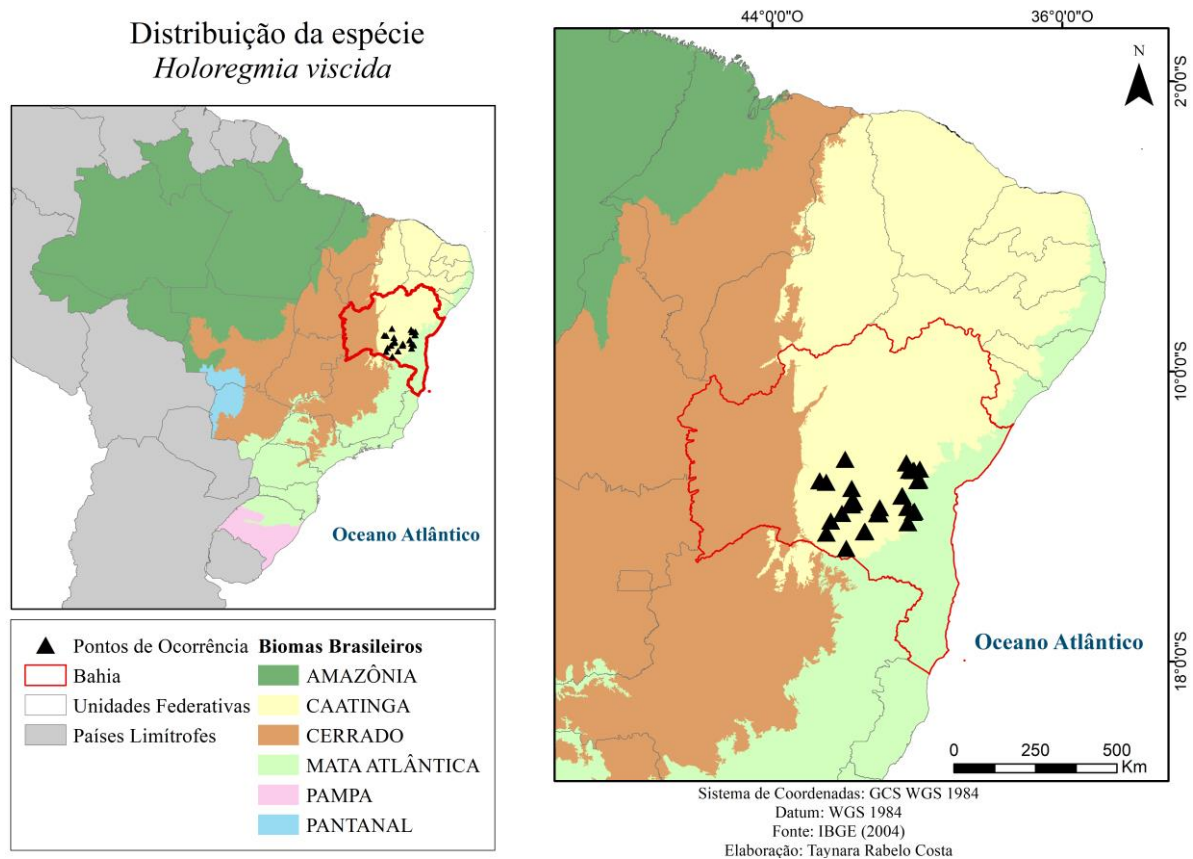 Distribuição da espécie
Holoregmia viscida
Oceano Atlântico
Pontos de Ocorrência
Bahia
Unidades Federativas
Países Limítrofes
Biomas Brasileiros
AMAZÔNIA
CAATINGA
CERRADO
MATA ATLÂNTICA
PAMPA
PANTANAL
44°0'0"O
36°0'0"O
N
2°0'0"S
10°0'0"S
18°0'0"S
Oceano Atlântico
0 250 500
Km
Sistema de Coordenadas: GCS WGS 1984
Datum: WGS 1984
Fonte: IBGE (2004)
Elaboração: Taynara Rabelo Costa